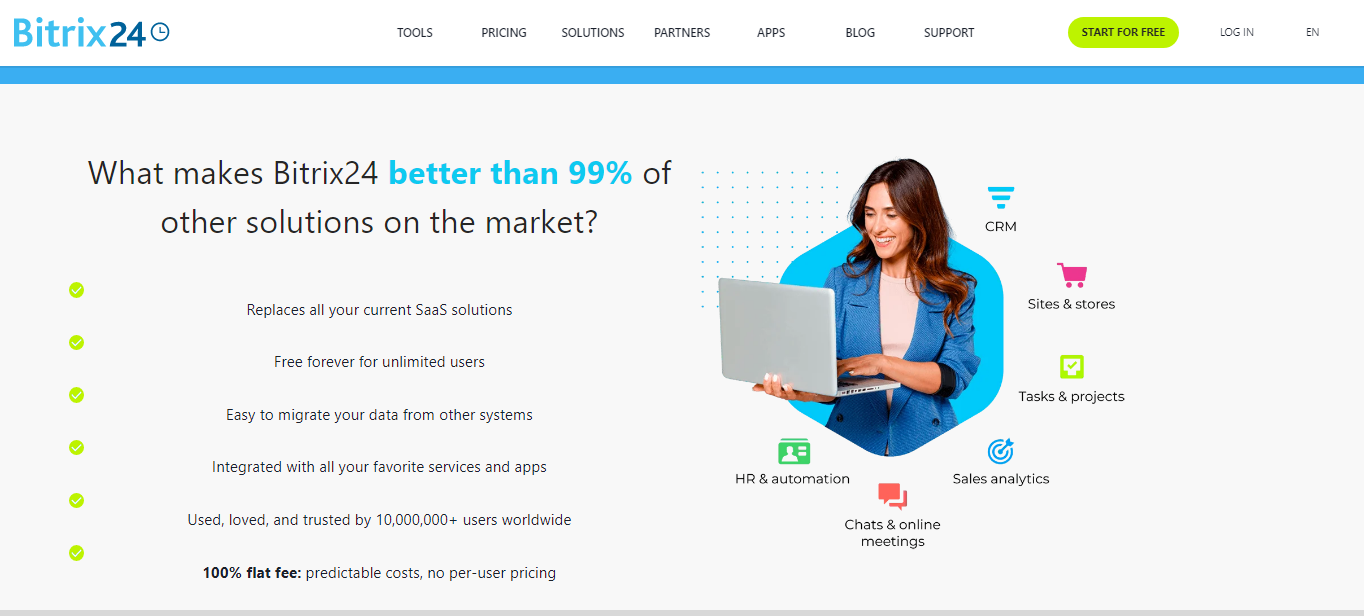 Bitrix24
TOOLS
PRICING
SOLUTIONS
PARTNERS
APPS
BLOG
SUPPORT
START FOR FREE
LOG IN
EN
What makes Bitrix24 better than 99% of
other solutions on the market?
Replaces all your current SaaS solutions
Free forever for unlimited users
Easy to migrate your data from other systems
Integrated with all your favorite services and apps
Used, loved, and trusted by 10,000,000+ users worldwide
100% flat fee: predictable costs, no per-user pricing
CRM
Sites & stores
Tasks & projects
Sales analytics
HR & automation
Chats & online
meetings